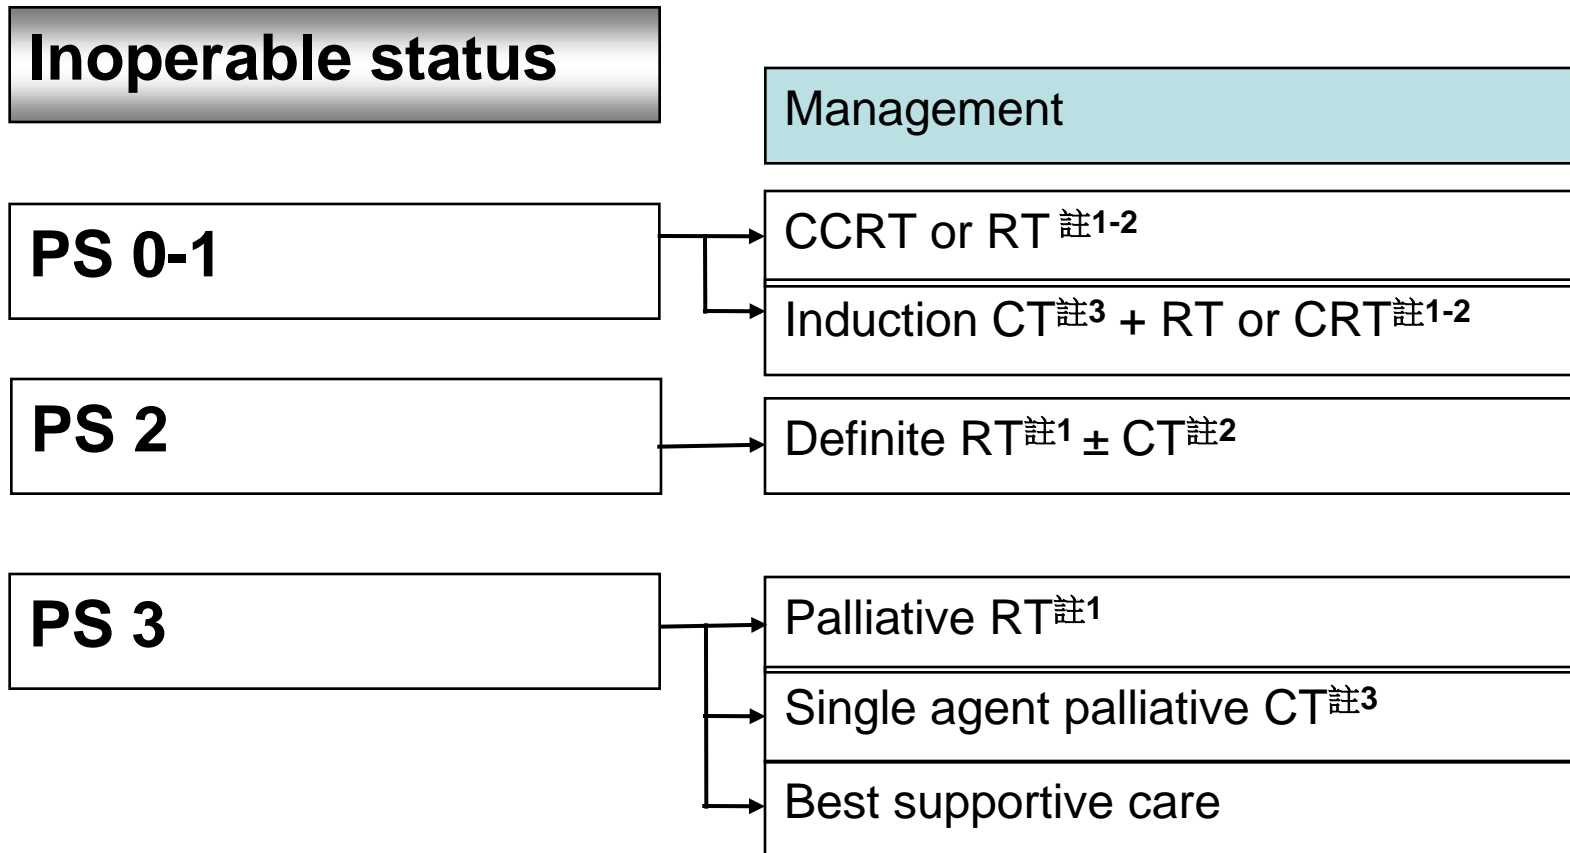 Inoperable status
Management
PS 0-1
CCRT or RT 註1-2
Induction CT註3 + RT or CRT註1-2
PS 2
Definite RT註1 ± CT註2
PS 3
Palliative RT註1
Single agent palliative CT註3
Best supportive care